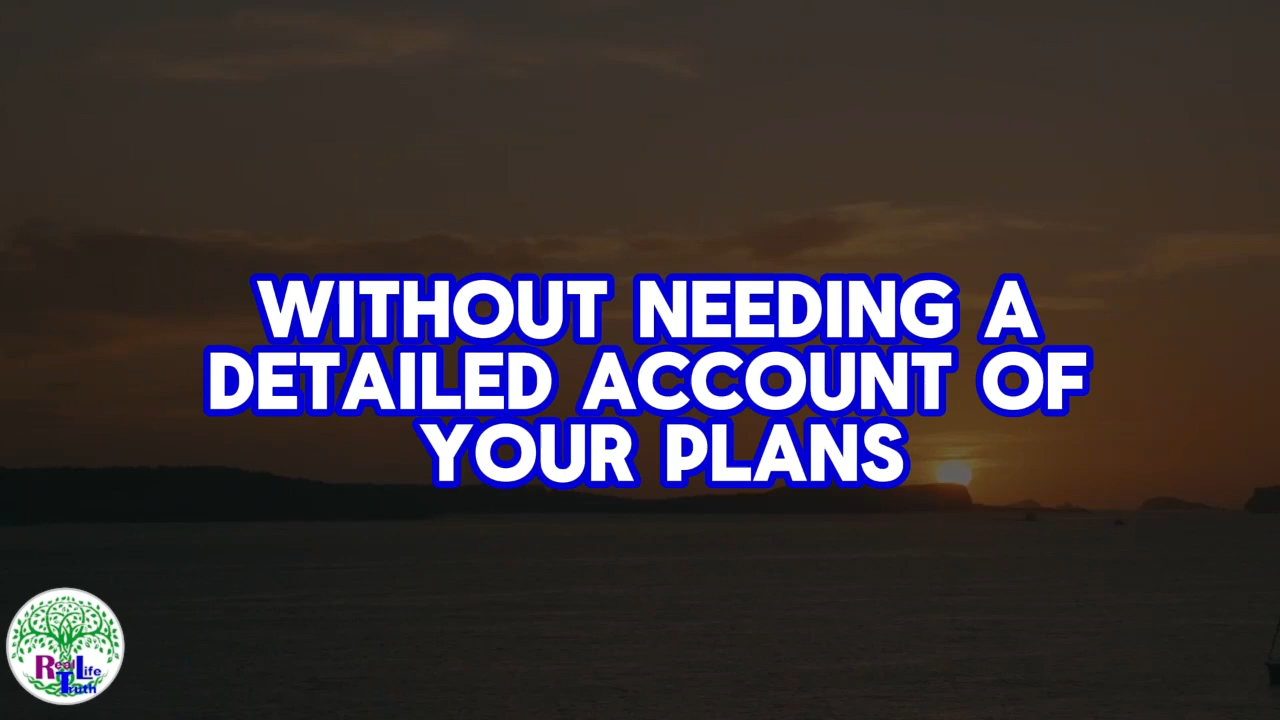 WITHOUT NEEDING A
DETAILED ACCOUNT OF
YOUR PLANS
Real Life
Truth